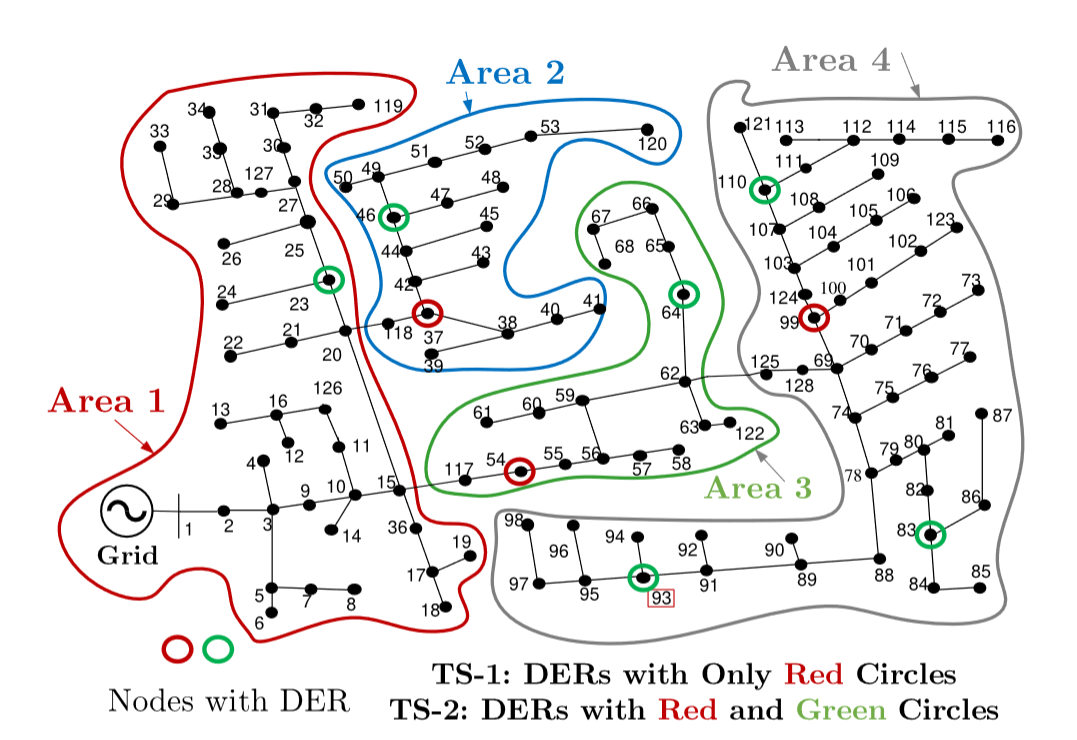 Area 2
Area 4
34 31 32 119
33 35 30
29 28 127 27
26 25
24 23
22 21 20
53 120
52 51
50 49 48 47
46 45
44 43
42 41 40
118 37 38
39
121 113 112 114 115 116
111 109
110 108 106
107 105 123
104 102
103 101 73
124 100 72
99 71
125 128 69 70 77
76
74 75
66 67
68 65
64
62
61 60 59
63 122
117 54 55 56 57 58
Area 1
13 16 126
12 11
4
9 10 15
1 2 3
14 36
Grid
5 7 8
6
19
17
18
Area 3
87
81 80 79
78
82 86
83
84 85
98 96 94 92 90
97 95 93 91 89 88
TS-1: DERs with Only Red Circles
Nodes with DER
TS-2: DERs with Red and Green Circles